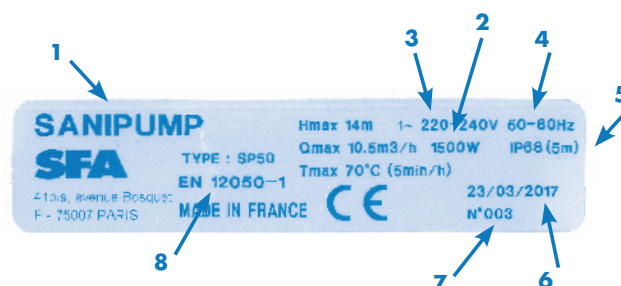 1
3
2
4
5
SANIPUMP
SFA
41bis, avenue Bosquet
F - 75007 PARIS
TYPE : SP50
EN 12050-1
MADE IN FRANCE
Hmax 14m 1~ 220-240V 50-60Hz
Qmax 10.5m3/h 1500W IP68 (5m)
Tmax 70°C (5min/h)
CE
23/03/2017
N°003
8
7
6